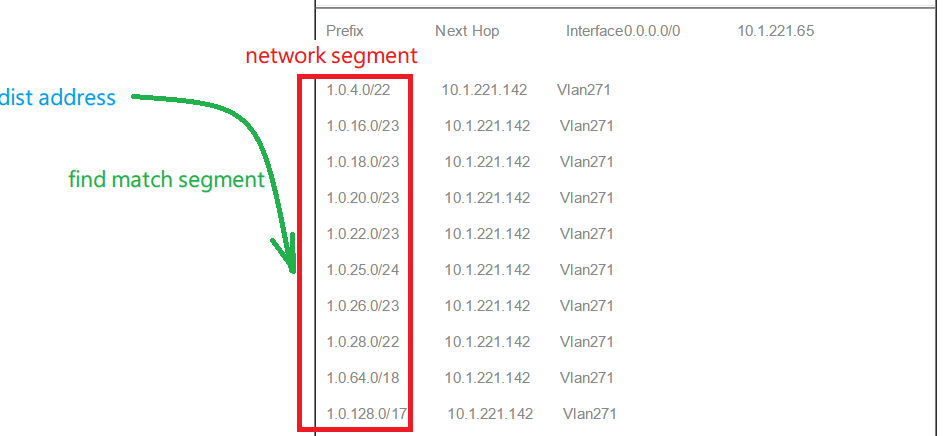 Prefix Next Hop Interface0.0.0.0/0 10.1.221.65
network segment
1.0.4.0/22 10.1.221.142 Vlan271
dist address
1.0.16.0/23 10.1.221.142 Vlan271
1.0.18.0/23 10.1.221.142 Vlan271
find match segment
1.0.20.0/23 10.1.221.142 Vlan271
1.0.22.0/23 10.1.221.142 Vlan271
1.0.25.0/24 10.1.221.142 Vlan271
1.0.26.0/23 10.1.221.142 Vlan271
1.0.28.0/22 10.1.221.142 Vlan271
1.0.64.0/18 10.1.221.142 Vlan271
1.0.128.0/17 10.1.221.142 Vlan271